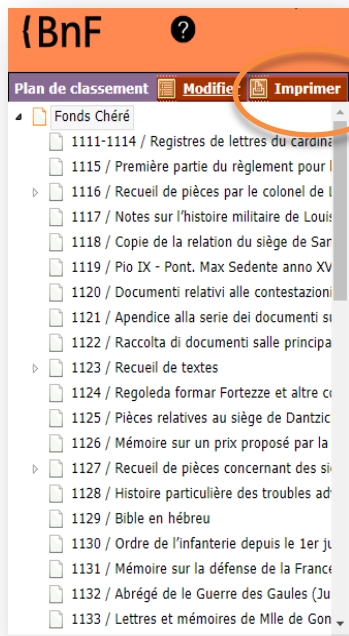 {BnF ?
Plan de classement Modifier Imprimer
Fonds Chéré
1111-1114 / Registres de lettres du cardina
1115 / Première partie du règlement pour l
1116 / Recueil de pièces par le colonel de L
1117 / Notes sur l'histoire militaire de Louis
1118 / Copie de la relation du siège de Sar
1119 / Pio IX - Pont. Max Sedente anno XV
1120 / Documenti relativi alle contestazioni
1121 / Apendice alla serie dei documenti su
1122 / Raccolta di documenti salle principa
1123 / Recueil de textes
1124 / Regoleda formar Fortezze et altre co
1125 / Pièces relatives au siège de Dantzic
1126 / Mémoire sur un prix proposé par la
1127 / Recueil de pièces concernant des si
1128 / Histoire particulière des troubles ad
1129 / Bible en hébreu
1130 / Ordre de l'infanterie depuis le 1er ju
1131 / Mémoire sur la défense de la France
1132 / Abrégé de le Guerre des Gaules (Ju
1133 / Lettres et mémoires de Mlle de Gon